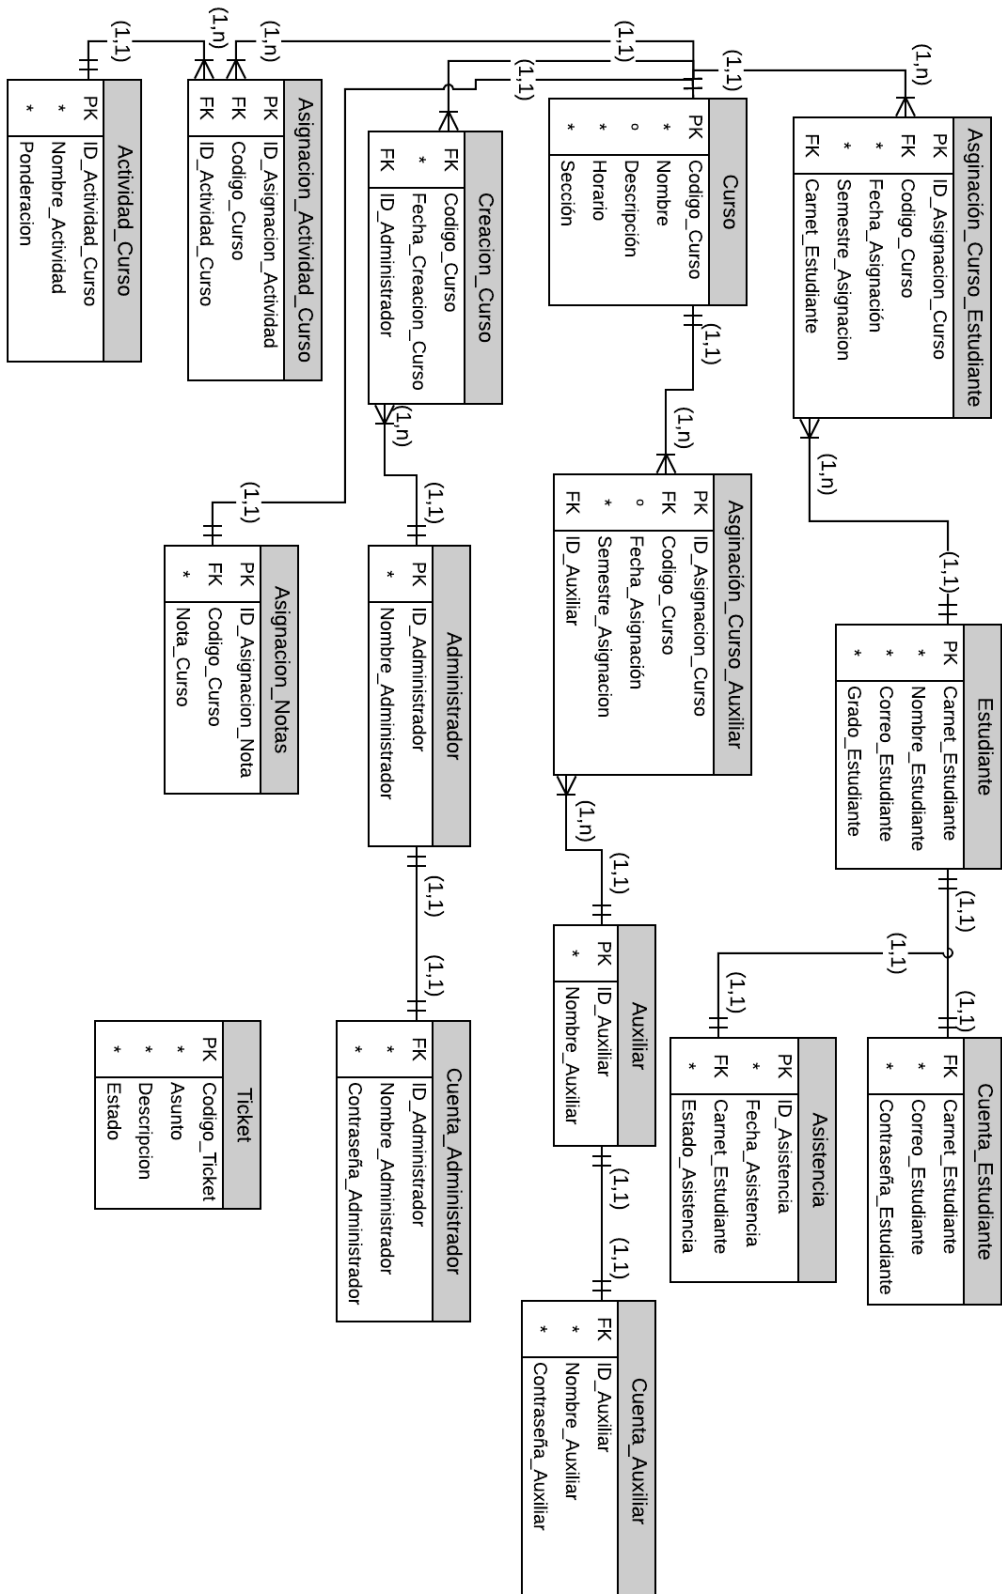 Asginación_Curso_Estudiante
PK ID_Asignacion_Curso
FK Codigo_Curso
* Fecha_Asignación
* Semestre_Asignacion
FK Carnet_Estudiante
(1,n)
(1,n)
(1,1)
Estudiante
PK Carnet_Estudiante
* Nombre_Estudiante
* Correo_Estudiante
* Grado_Estudiante
(1,1)
(1,1)
(1,1)
(1,1)
Cuenta_Estudiante
FK Carnet_Estudiante
* Correo_Estudiante
* Contraseña_Estudiante
Asistencia
PK ID_Asistencia
* Fecha_Asistencia
FK Carnet_Estudiante
* Estado_Asistencia
(1,1)
(1,1)
(1,1)
Curso
PK Codigo_Curso
* Nombre
º Descripción
* Horario
* Sección
(1,1)
(1,n)
Asginación_Curso_Auxiliar
PK ID_Asignacion_Curso
FK Codigo_Curso
º Fecha_Asignación
* Semestre_Asignacion
FK ID_Auxiliar
(1,n)
(1,1)
Auxiliar
PK ID_Auxiliar
* Nombre_Auxiliar
(1,1)
(1,1)
Cuenta_Auxiliar
FK ID_Auxiliar
* Nombre_Auxiliar
* Contraseña_Auxiliar
Creacion_Curso
FK Codigo_Curso
* Fecha_Creacion_Curso
FK ID_Administrador
(1,n)
(1,1)
Administrador
PK ID_Administrador
* Nombre_Administrador
(1,1)
(1,1)
Cuenta_Administrador
FK ID_Administrador
* Nombre_Administrador
* Contraseña_Administrador
(1,n)
(1,n)
Asignacion_Actividad_Curso
PK ID_Asignacion_Actividad
FK Codigo_Curso
FK ID_Actividad_Curso
(1,1)
Asignacion_Notas
PK ID_Asignacion_Nota
FK Codigo_Curso
* Nota_Curso
Ticket
PK Codigo_Ticket
* Asunto
* Descripcion
* Estado
(1,1)
Actividad_Curso
PK ID_Actividad_Curso
* Nombre_Actividad
* Ponderacion